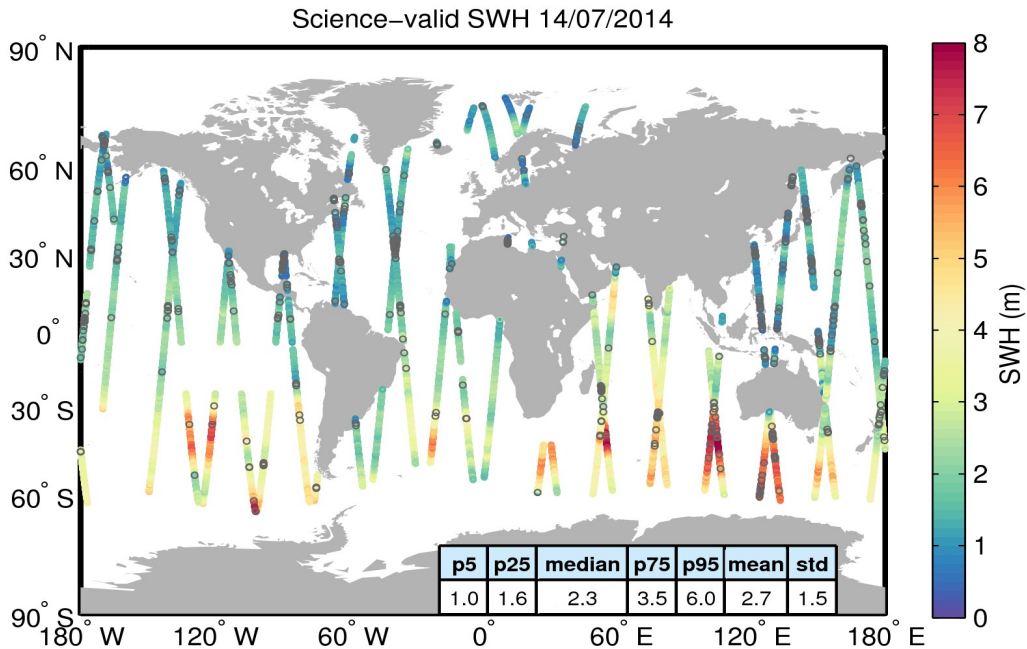 Science−valid SWH 14/07/2014
90° N
60° N
30° N
0°
30° S
60° S
90° S
180° W
120° W
60° W
0°
60° E
120° E
180° E
p5 p25 median p75 p95 mean std
1.0 1.6 2.3 3.5 6.0 2.7 1.5
8
7
6
5
4
3
2
1
0
SWH (m)